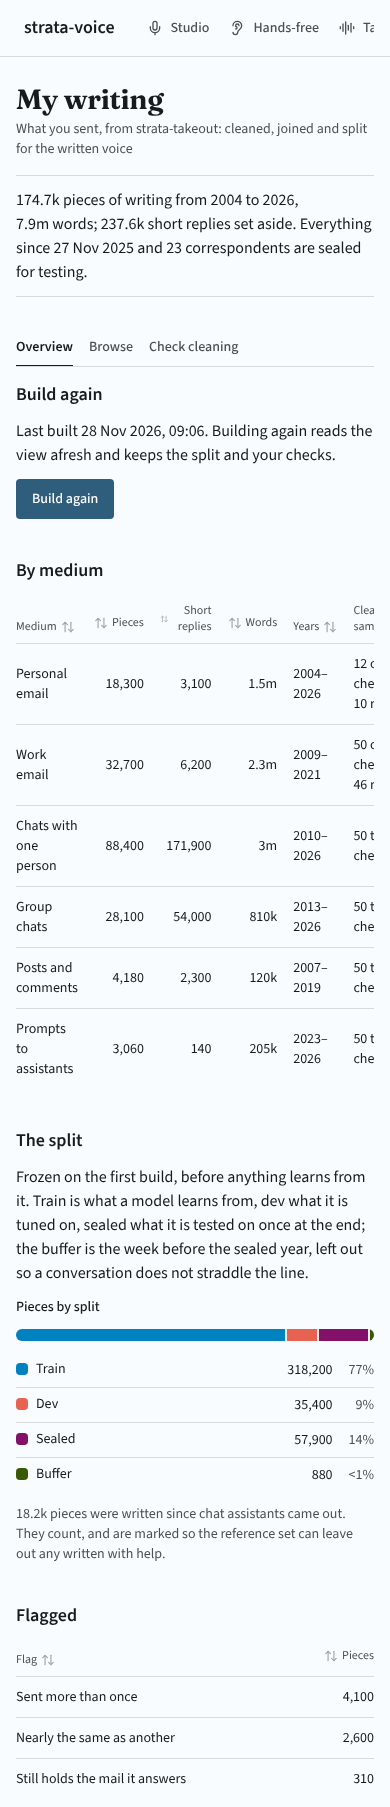 strata-voice Studio Hands-free
My writing
What you sent, from strata-takeout: cleaned, joined and split
for the written voice
174.7k pieces of writing from 2004 to 2026,
7.9m words; 237.6k short replies set aside. Everything
since 27 Nov 2025 and 23 correspondents are sealed
for testing.
Overview Browse Check cleaning
Build again
Last built 28 Nov 2026, 09:06. Building again reads the
view afresh and keeps the split and your checks.
Build again
By medium
Medium Pieces Short replies Words Years
Personal email 18,300 3,100 1.5m 2004–2026 12
10
Work email 32,700 6,200 2.3m 2009–2021 50
46
Chats with one person 88,400 171,900 3m 2010–2026 50
Group chats 28,100 54,000 810k 2013–2026 50
Posts and comments 4,180 2,300 120k 2007–2019 50
Prompts to assistants 3,060 140 205k 2023–2026 50
The split
Frozen on the first build, before anything learns from
it. Train is what a model learns from, dev what it is
tuned on, sealed what it is tested on once at the end;
the buffer is the week before the sealed year, left out
so a conversation does not straddle the line.
Pieces by split
Train 318,200 77%
Dev 35,400 9%
Sealed 57,900 14%
Buffer 880 <1%
18.2k pieces were written since chat assistants came out.
They count, and are marked so the reference set can leave
out any written with help.
Flagged
Flag Pieces
Sent more than once 4,100
Nearly the same as another 2,600
Still holds the mail it answers 310